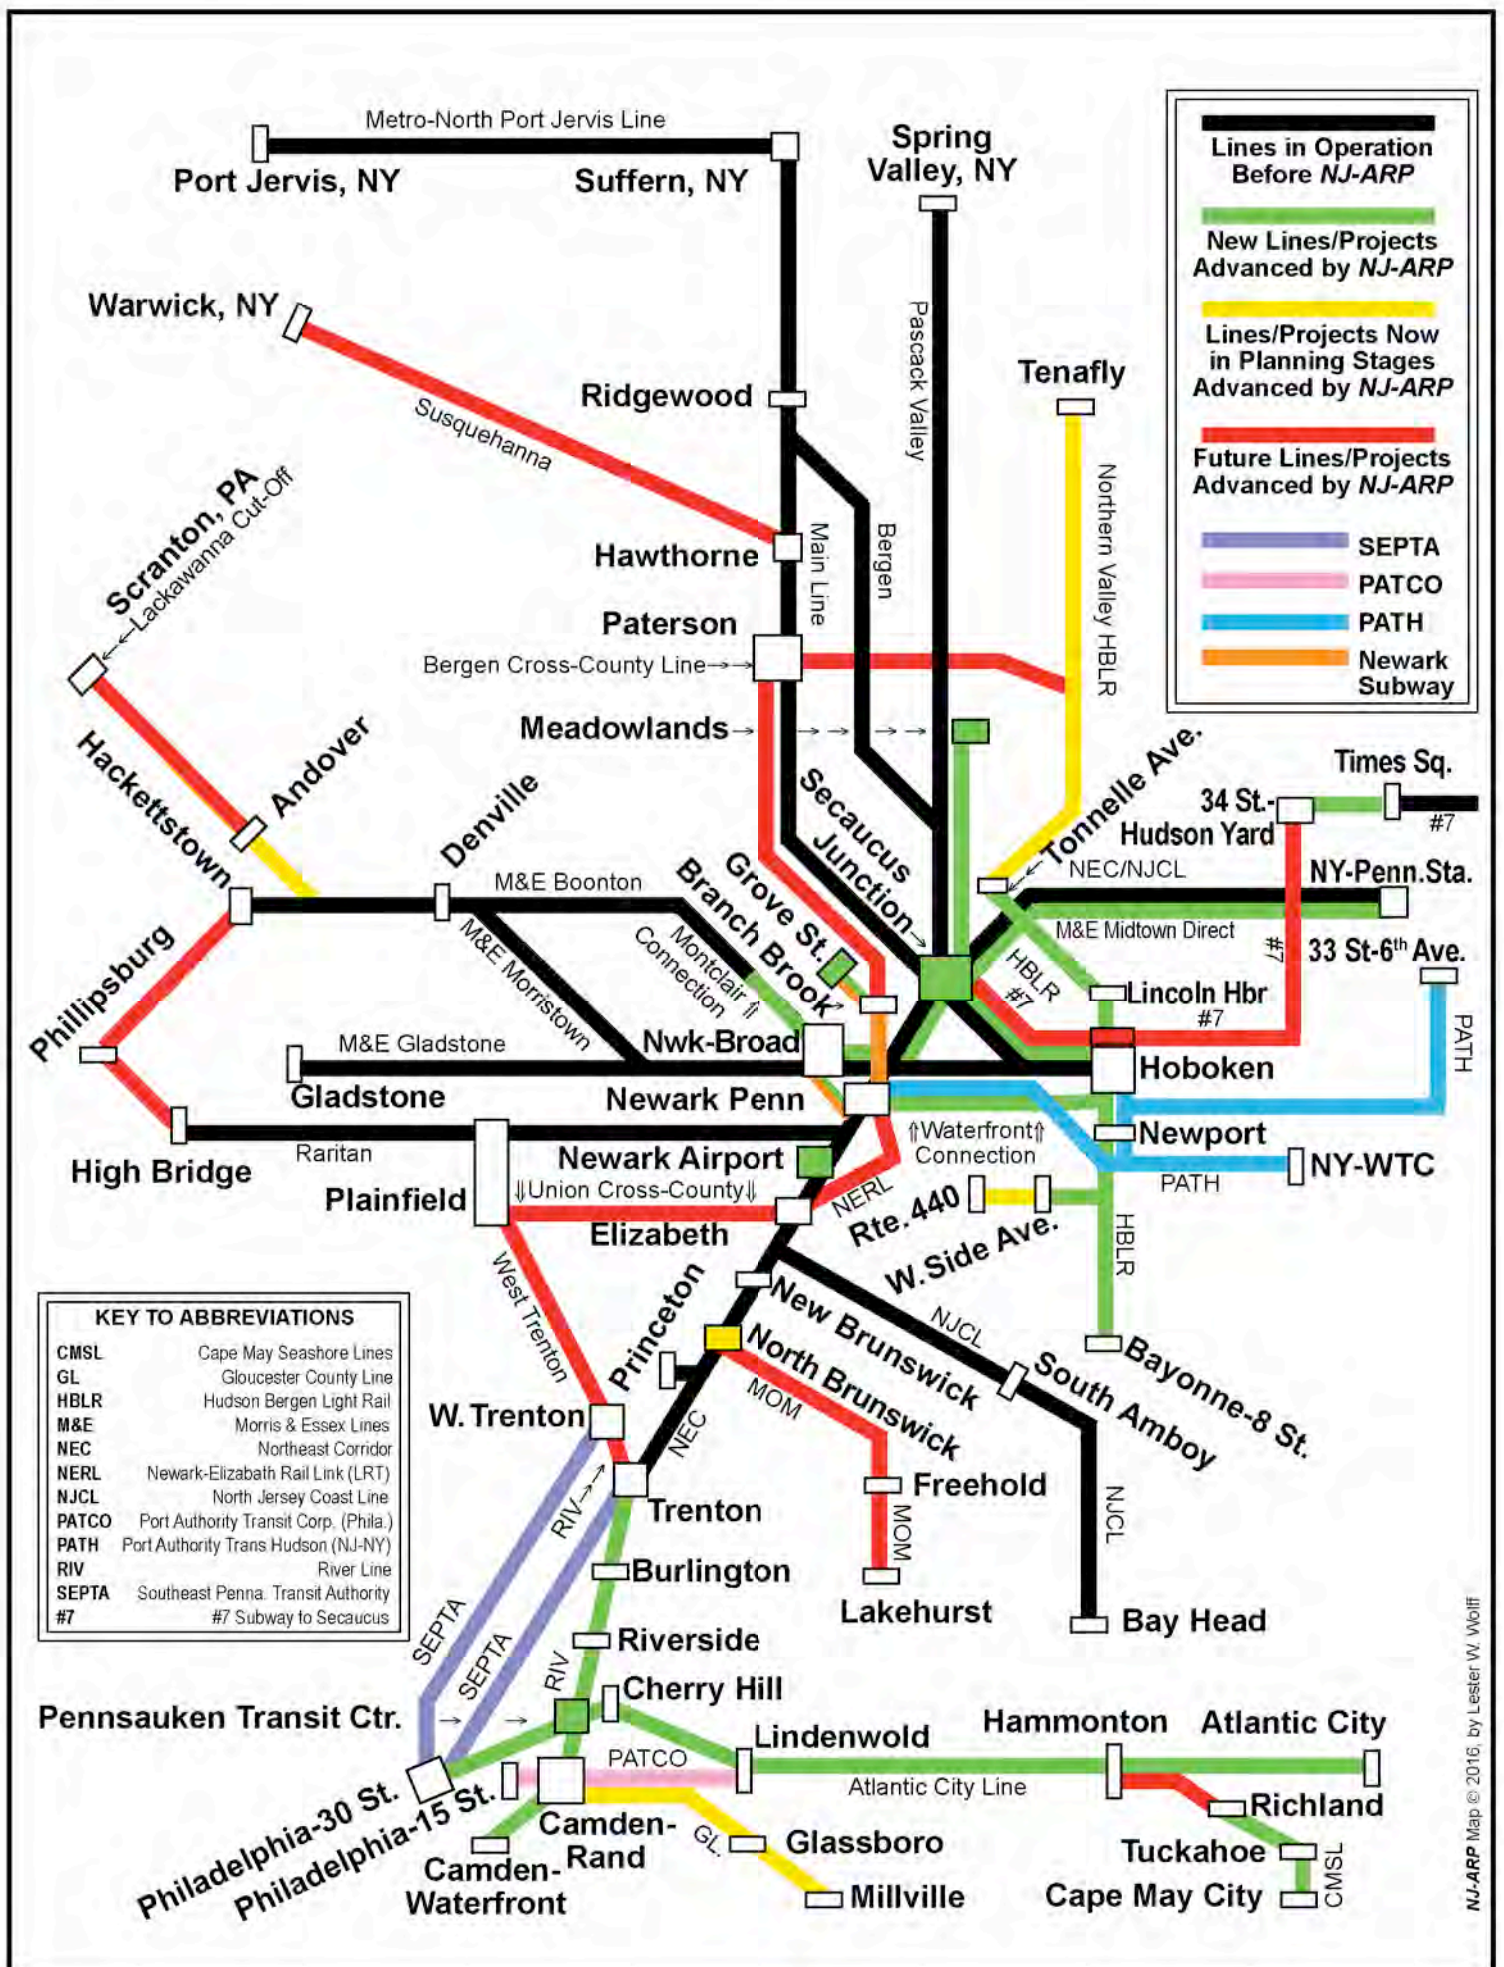 Metro-North Port Jervis Line
Port Jervis, NY
Suffern, NY
Spring
Valley, NY
Lines in Operation
Before NJ-ARP
New Lines/Projects
Advanced by NJ-ARP
Lines/Projects Now
in Planning Stages
Advanced by NJ-ARP
Future Lines/Projects
Advanced by NJ-ARP
SEPTA
PATCO
PATH
Newark
Subway
Warwick, NY
Susquehanna
Ridgewood
Pascack Valley
Tenafly
Northern Valley HBLR
Scranton, PA
←Lackawanna Cut-Off
Hawthorne
Main Line
Bergen
Paterson
Bergen Cross-County Line→→
Meadowlands→ →→→→
Hackettstown
Andover
Denville
Secaucus
Junction→
Tonnelle Ave.
Times Sq.
34 St.-
Hudson Yard
#7
NEC/NJCL
NY-Penn.Sta.
M&E Midtown Direct
M&E Boonton
Grove St.
Branch Brook
Montclair ⇑
Connection ⇑
M&E Morristown
HBLR
#7
#7
33 St-6th Ave.
Lincoln Hbr
#7
Phillipsburg
M&E Gladstone
Nwk-Broad
Gladstone
Newark Penn
Hoboken
PATH
Raritan
High Bridge
Newark Airport
⇑Waterfront⇑
Connection
Newport
NY-WTC
PATH
Plainfield
⇓Union Cross-County⇓
NERL
Rte.440
Elizabeth
W.Side Ave.
HBLR
West Trenton
Princeton
New Brunswick
NJCL
North Brunswick
South Amboy
Bayonne-8 St.
MOM
W.Trenton
NEC
Freehold
NJCL
RIV→→
Trenton
MOM
Burlington
Lakehurst
Bay Head
KEY TO ABBREVIATIONS
CMSL Cape May Seashore Lines
GL Gloucester County Line
HBLR Hudson Bergen Light Rail
M&E Morris & Essex Lines
NEC Northeast Corridor
NERL Newark-Elizabath Rail Link (LRT)
NJCL North Jersey Coast Line
PATCO Port Authority Transit Corp. (Phila.)
PATH Port Authority Trans Hudson (NJ-NY)
RIV River Line
SEPTA Southeast Penna. Transit Authority
#7 #7 Subway to Secaucus
SEPTA
SEPTA
Riverside
RIV
Cherry Hill
Pennsauken Transit Ctr. → →
Lindenwold
Hammonton
Atlantic City
PATCO
Atlantic City Line
Philadelphia-30 St.
Philadelphia-15 St.
Camden-
Rand
GL.
Glassboro
Richland
Camden-
Waterfront
Millville
Tuckahoe
Cape May City
CMSL
NJ-ARP Map © 2016, by Lester W. Wolff